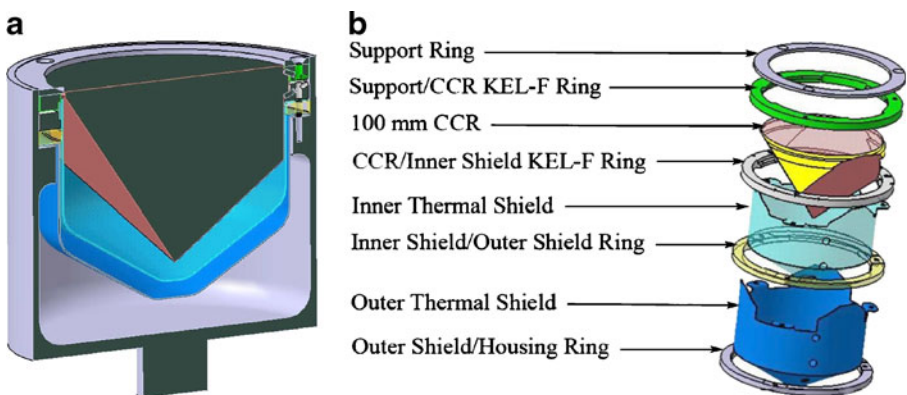 a
b
Support Ring
Support/CCR KEL-F Ring
100 mm CCR
CCR/Inner Shield KEL-F Ring
Inner Thermal Shield
Inner Shield/Outer Shield Ring
Outer Thermal Shield
Outer Shield/Housing Ring